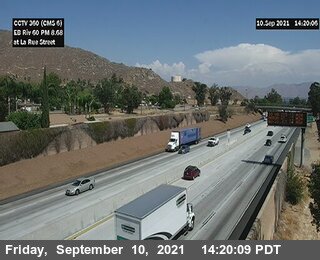 CCTV 360 (CMS 6)
EB Riv 60 PM 8.68
at La Rue Street
10.Sep 2021 14:20:06
Friday, September 10, 2021 14:20:09 PDT